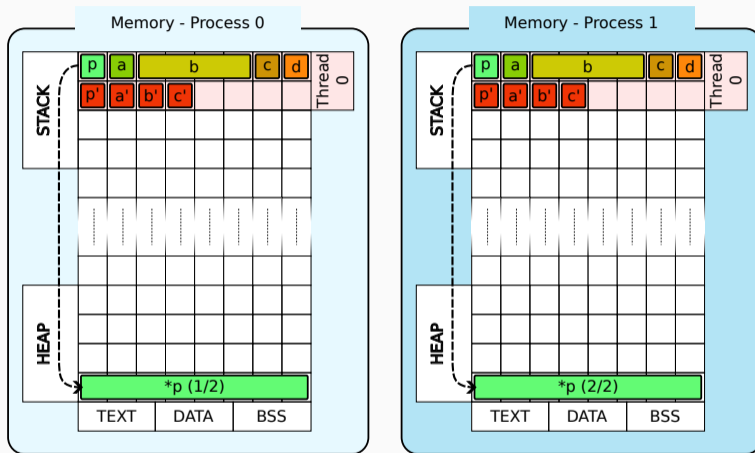 Memory - Process 0
STACK
p a b c d
p' a' b' c'
Thread 0
HEAP
*p (1/2)
TEXT DATA BSS
Memory - Process 1
STACK
p a b c d
p' a' b' c'
Thread 0
HEAP
*p (2/2)
TEXT DATA BSS